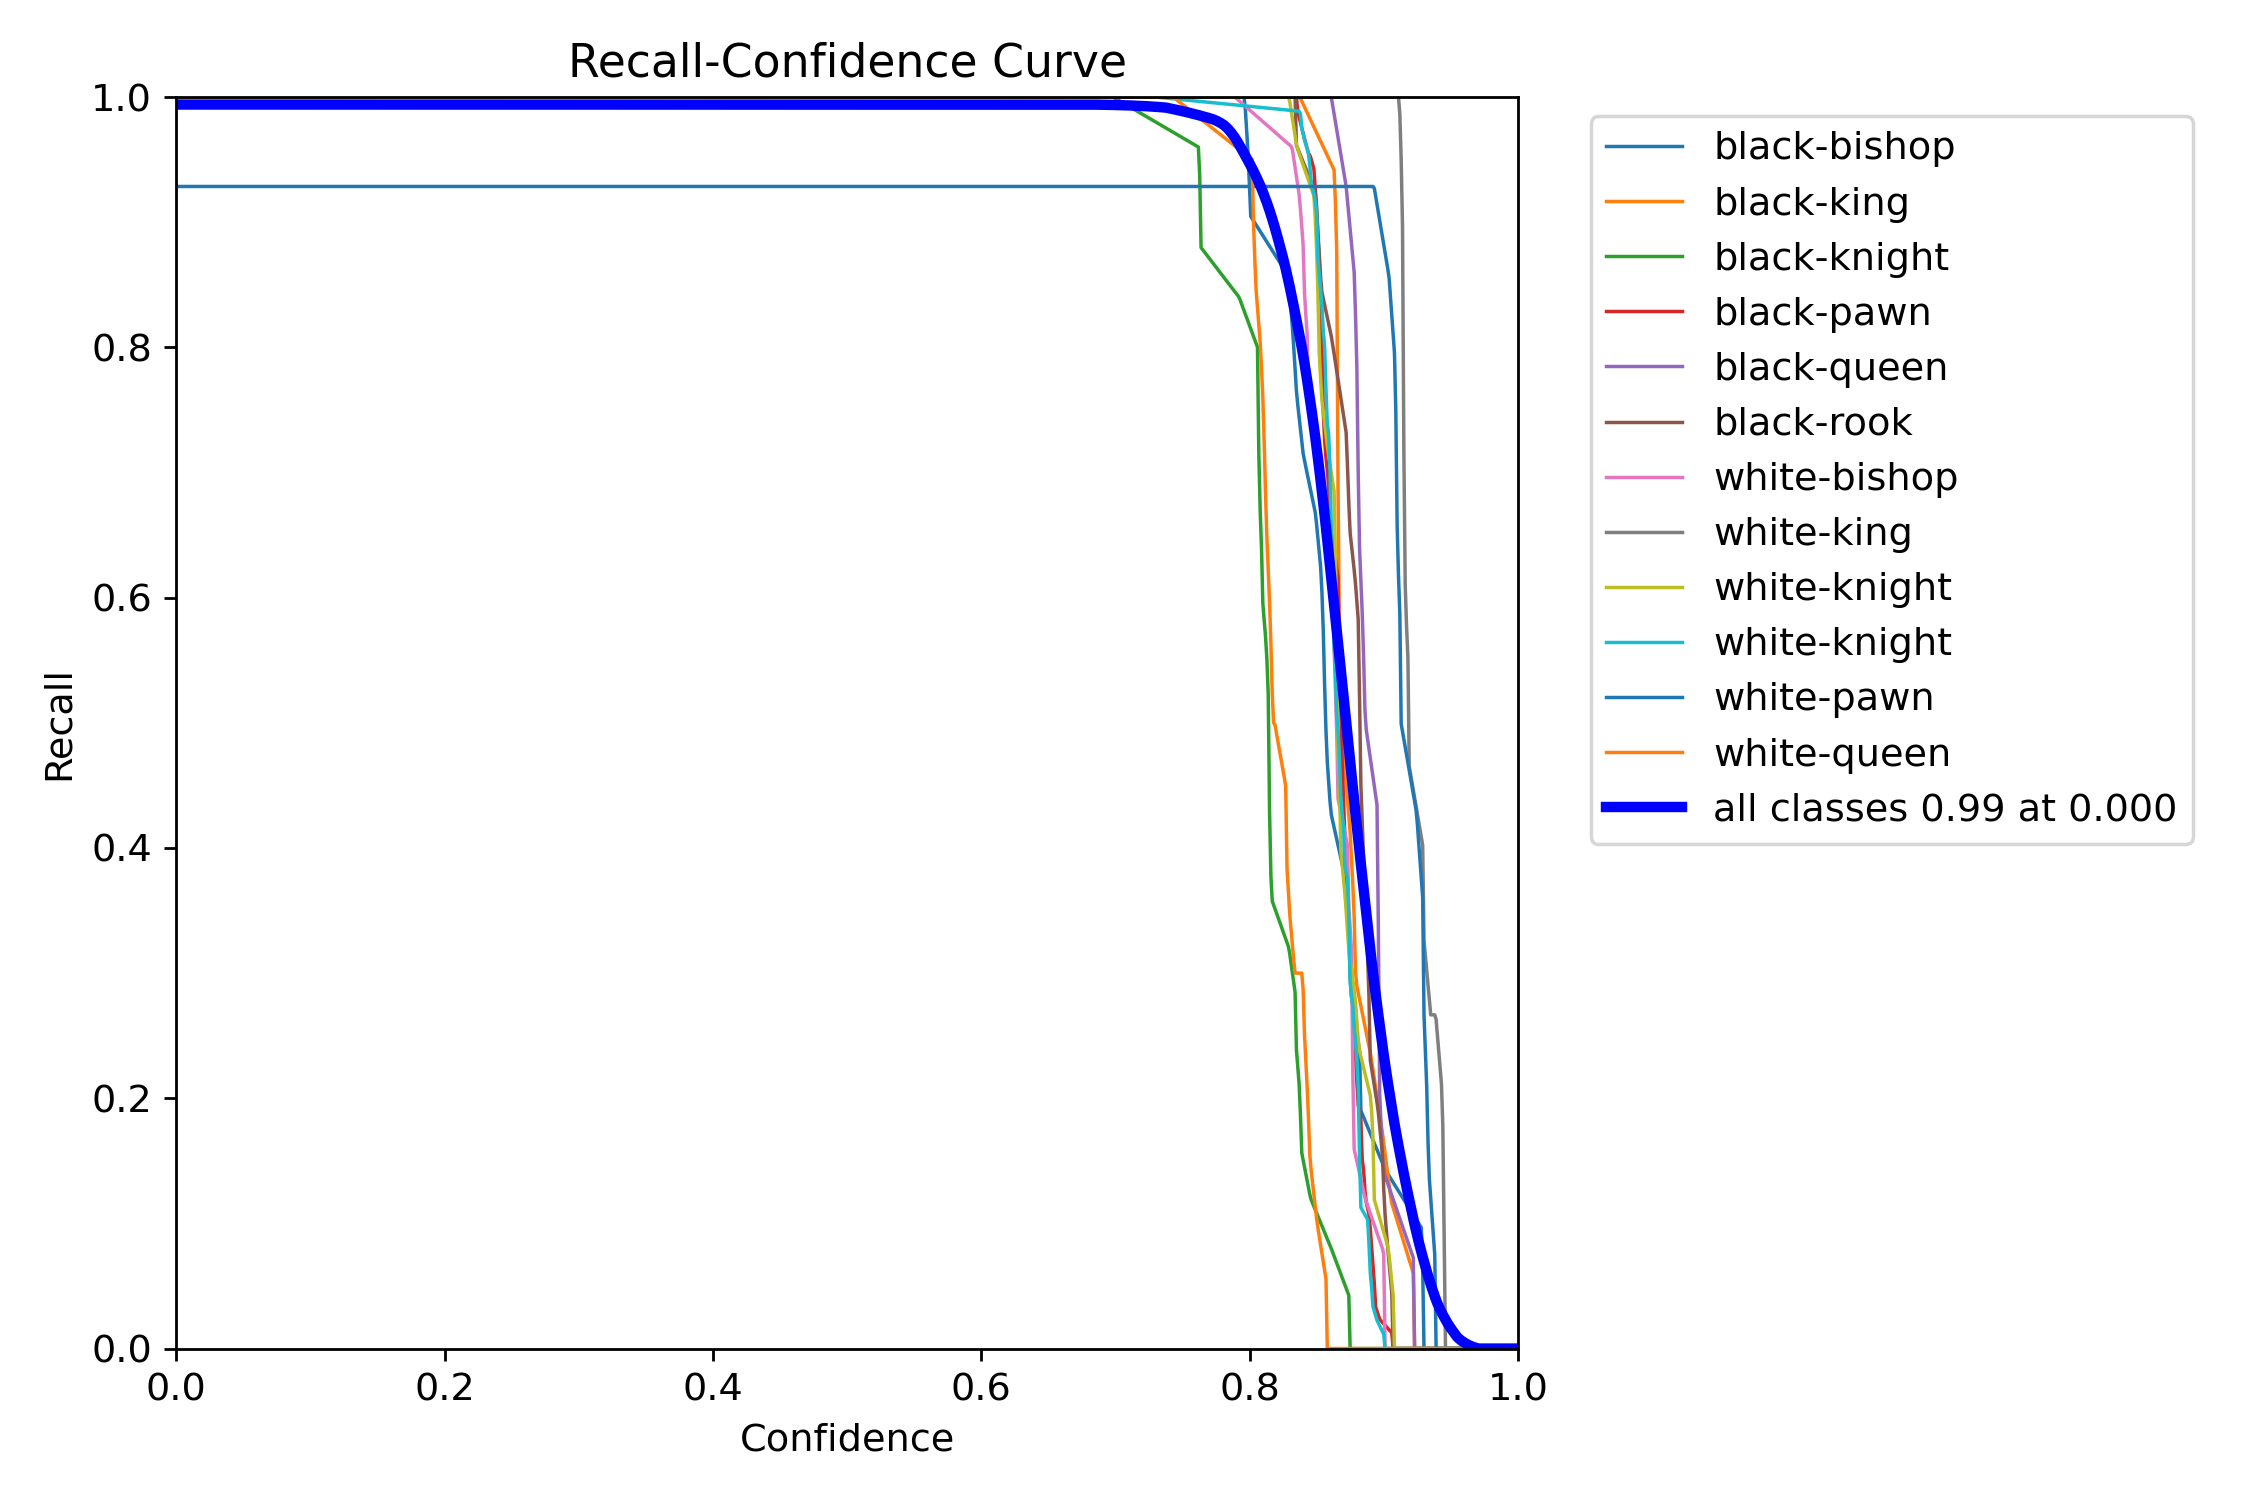 Recall-Confidence Curve
1.0
0.8
0.6
0.4
0.2
0.0
Recall
0.0 0.2 0.4 0.6 0.8 1.0
Confidence
black-bishop
black-king
black-knight
black-pawn
black-queen
black-rook
white-bishop
white-king
white-knight
white-knight
white-pawn
white-queen
all classes 0.99 at 0.000